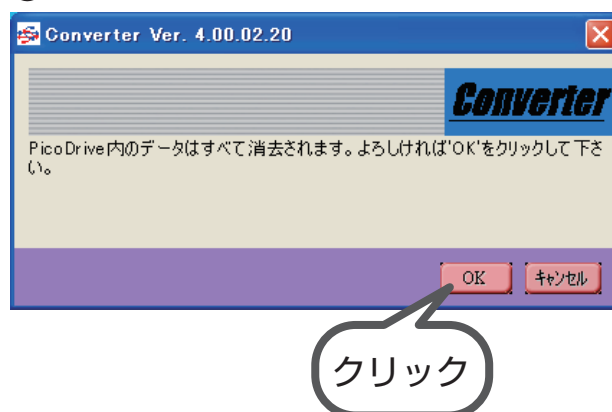 Converter Ver. 4.00.02.20
Converter
PicoDrive内のデータはすべて消去されます。よろしければ'OK'をクリックして下さ
い。
OK キャンセル
クリック